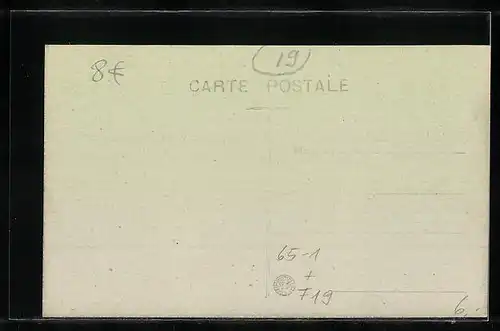 19
8€
CARTE POSTALE
65-1
+
F19
6,-